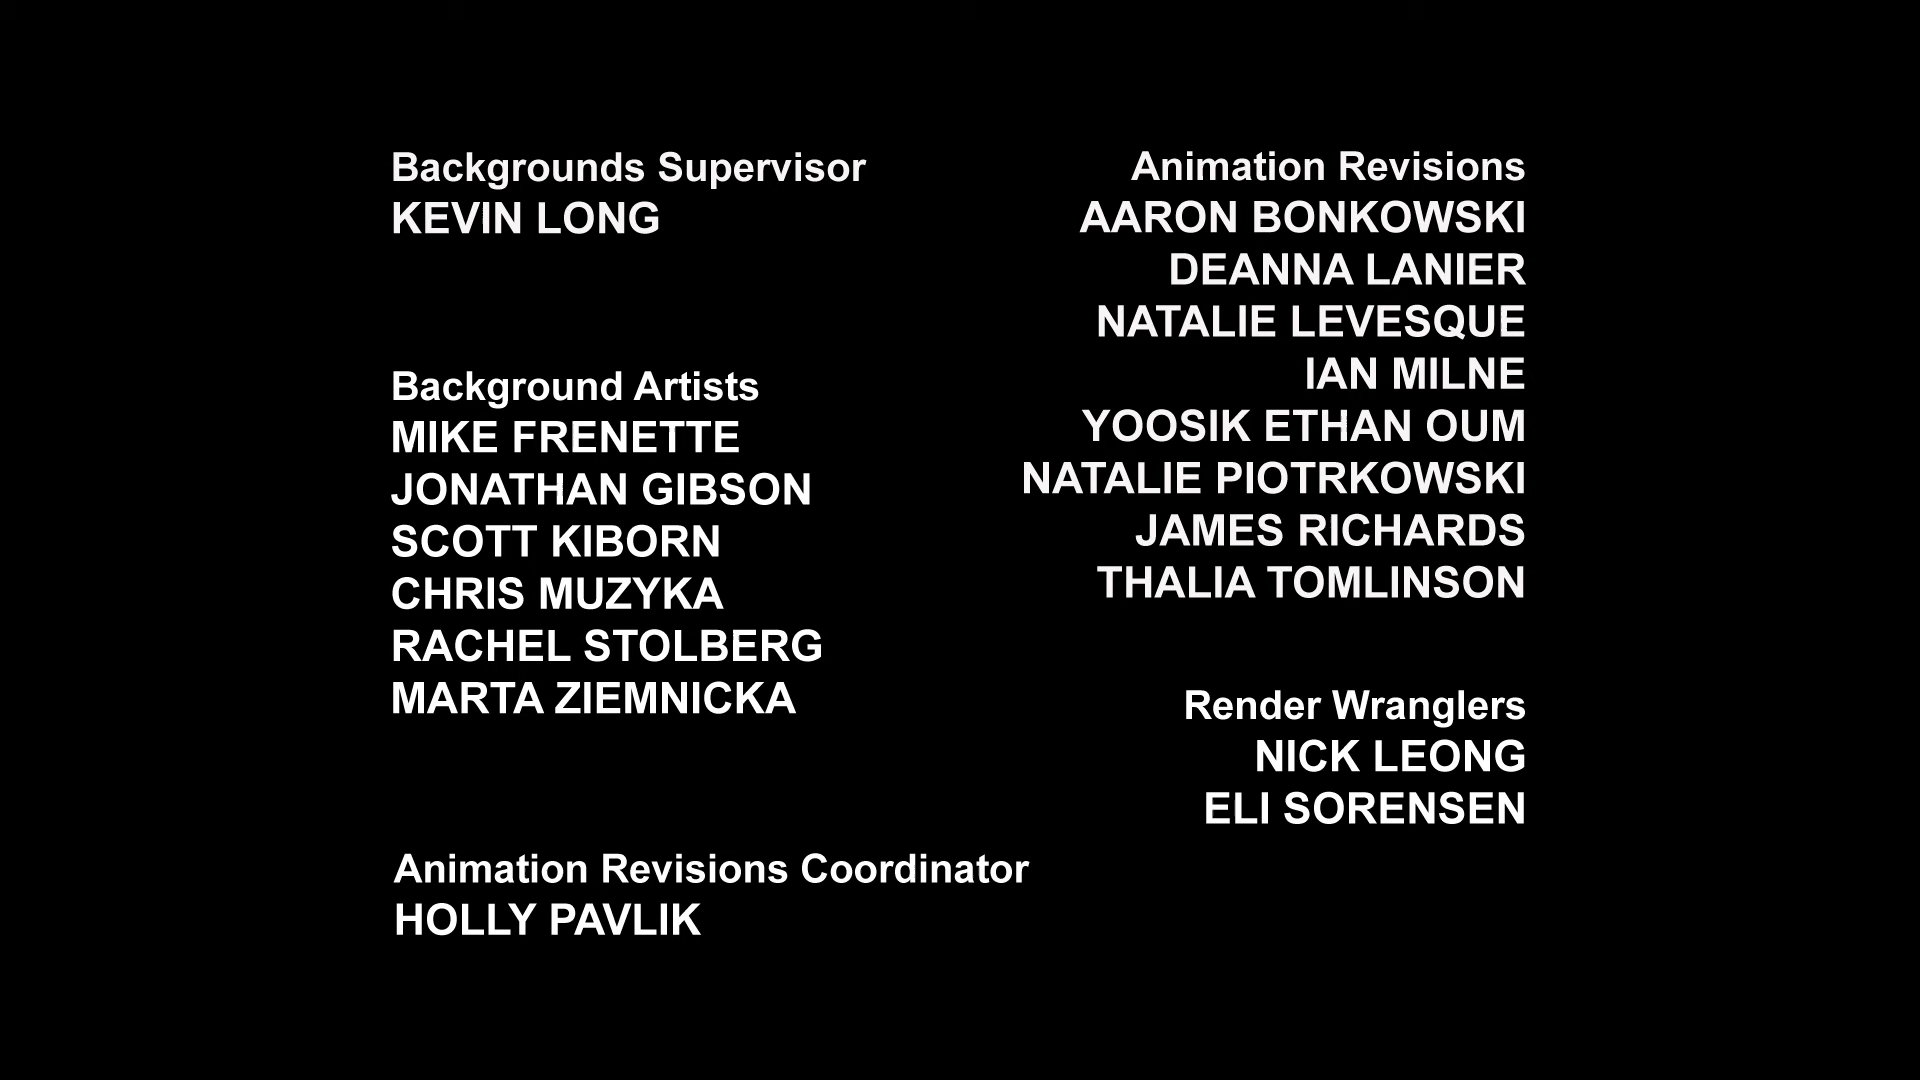 Backgrounds Supervisor
KEVIN LONG
Background Artists
MIKE FRENETTE
JONATHAN GIBSON
SCOTT KIBORN
CHRIS MUZYKA
RACHEL STOLBERG
MARTA ZIEMNICKA
Animation Revisions Coordinator
HOLLY PAVLIK
Animation Revisions
AARON BONKOWSKI
DEANNA LANIER
NATALIE LEVESQUE
IAN MILNE
YOOSIK ETHAN OUM
NATALIE PIOTRKOWSKI
JAMES RICHARDS
THALIA TOMLINSON
Render Wranglers
NICK LEONG
ELI SORENSEN